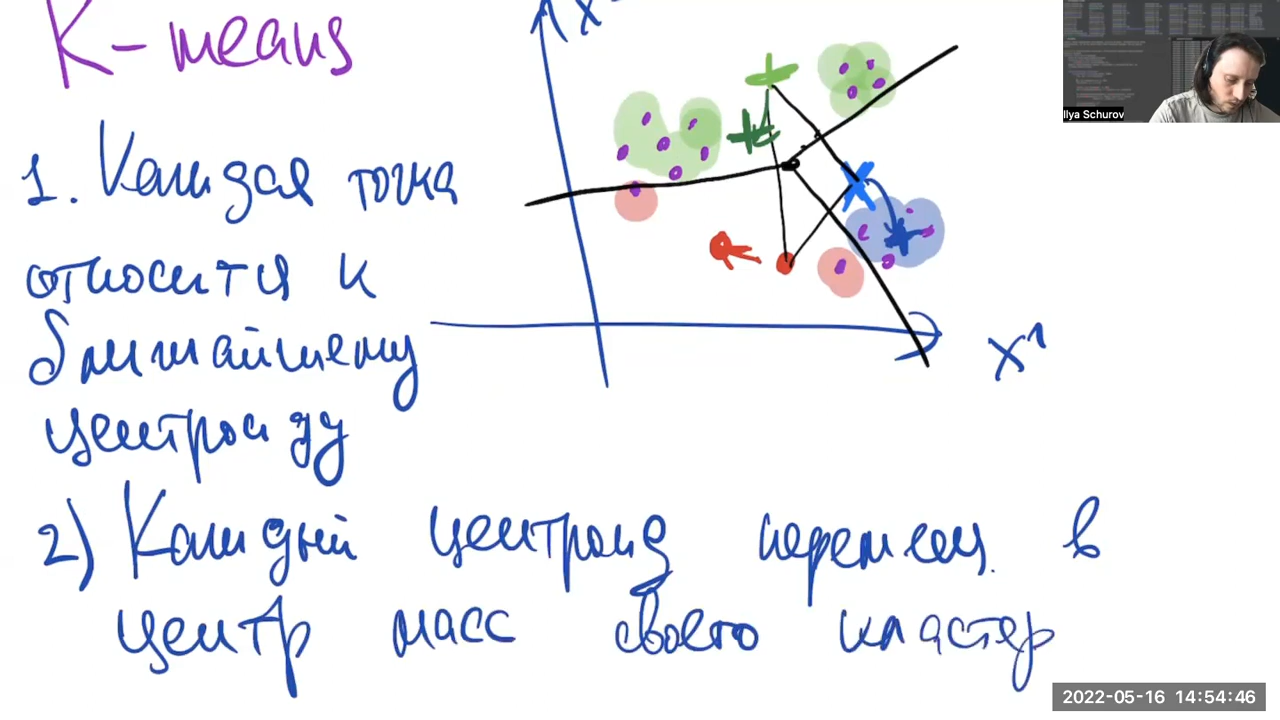 K-means
x
1. Каждая точка
относится к
ближайшему
центроиду
x¹
2) Каждый центроид перемещ. в
центр масс своего кластер
Ilya Schurov
2022-05-16 14:54:46